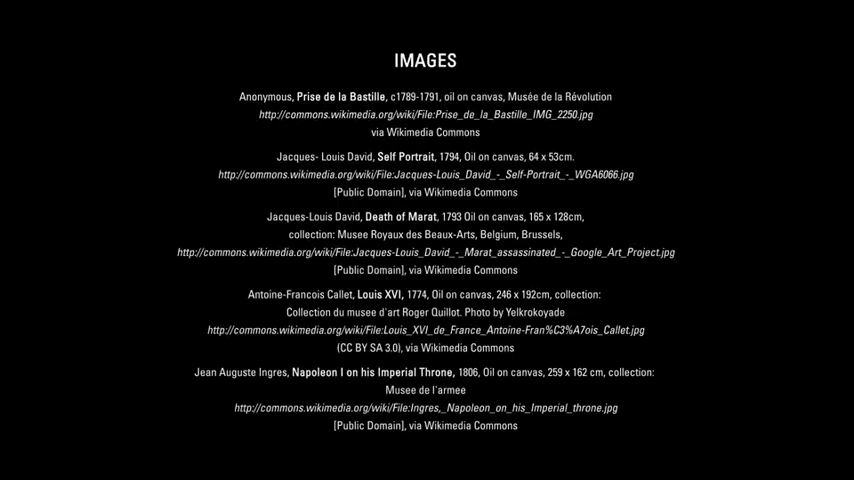 IMAGES
Anonymous, Prise de la Bastille, c1789-1791, oil on canvas, Musée de la Révolution
http://commons.wikimedia.org/wiki/File:Prise_de_la_Bastille_IMG_2250.jpg
via Wikimedia Commons
Jacques- Louis David, Self Portrait, 1794, Oil on canvas, 64 x 53cm.
http://commons.wikimedia.org/wiki/File:Jacques-Louis_David_-_Self-Portrait_-_WGA6066.jpg
[Public Domain], via Wikimedia Commons
Jacques-Louis David, Death of Marat, 1793 Oil on canvas, 165 x 128cm,
collection: Musee Royaux des Beaux-Arts, Belgium, Brussels,
http://commons.wikimedia.org/wiki/File:Jacques-Louis_David_-_Marat_assassinated_-_Google_Art_Project.jpg
[Public Domain], via Wikimedia Commons
Antoine-Francois Callet, Louis XVI, 1774, Oil on canvas, 246 x 192cm, collection:
Collection du musee d'art Roger Quillot. Photo by Yelkrokoyade
http://commons.wikimedia.org/wiki/File:Louis_XVI_de_France_Antoine-Fran%C3%A7ois_Callet.jpg
(CC BY SA 3.0), via Wikimedia Commons
Jean Auguste Ingres, Napoleon I on his Imperial Throne, 1806, Oil on canvas, 259 x 162 cm, collection:
Musee de l'armee
http://commons.wikimedia.org/wiki/File:Ingres,_Napoleon_on_his_Imperial_throne.jpg
[Public Domain], via Wikimedia Commons